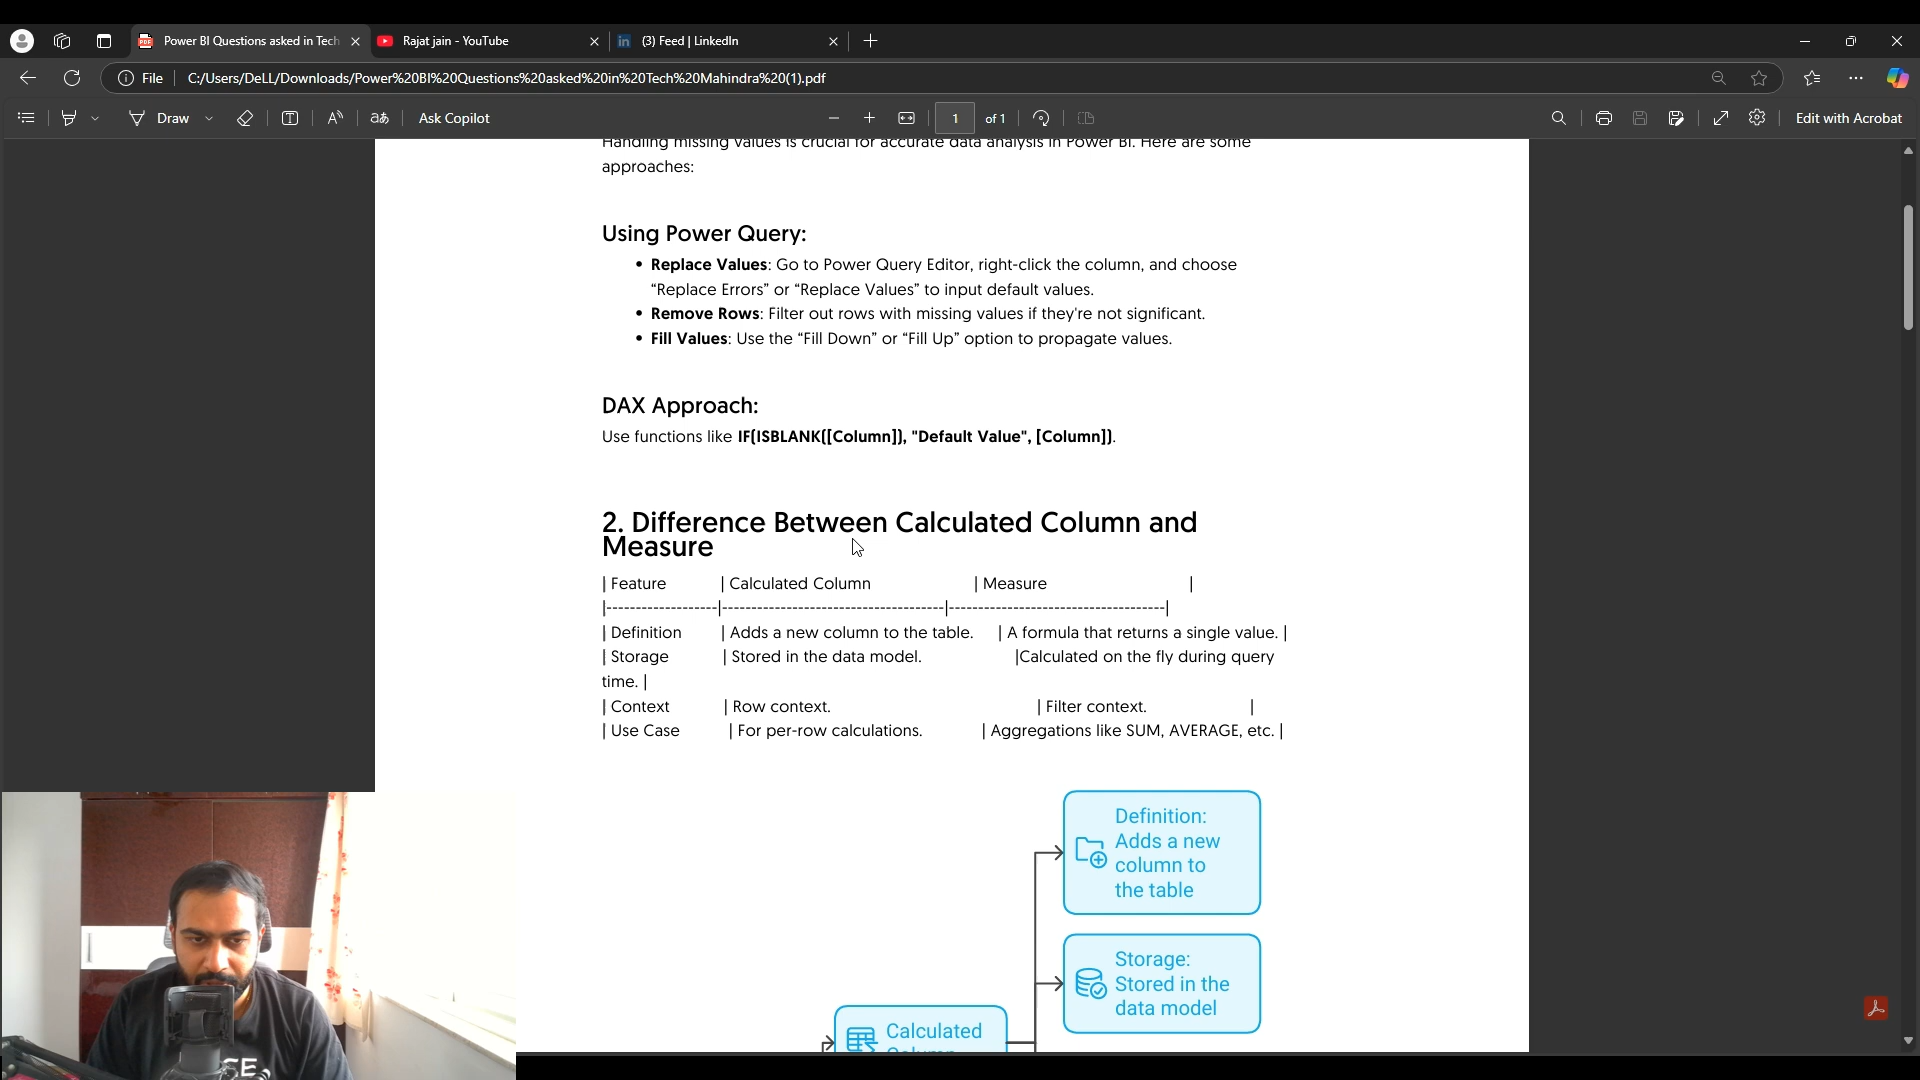 Power BI Questions asked in Tech
Rajat jain - YouTube
(3) Feed | LinkedIn
File
C:/Users/DeLL/Downloads/Power%20BI%20Questions%20asked%20in%20Tech%20Mahindra%20(1).pdf
Draw
Ask Copilot
1
of 1
Edit with Acrobat
Handling missing values is crucial for accurate data analysis in Power BI. Here are some
approaches:
Using Power Query:
• Replace Values: Go to Power Query Editor, right-click the column, and choose
“Replace Errors” or “Replace Values” to input default values.
• Remove Rows: Filter out rows with missing values if they're not significant.
• Fill Values: Use the “Fill Down” or “Fill Up” option to propagate values.
DAX Approach:
Use functions like IF(ISBLANK([Column]), "Default Value", [Column]).
2. Difference Between Calculated Column and
Measure
| Feature | Calculated Column | Measure |
|-------------------|-------------------------------------|------------------------------------|
| Definition | Adds a new column to the table. | A formula that returns a single value. |
| Storage | Stored in the data model. |Calculated on the fly during query
time. |
| Context | Row context. | Filter context. |
| Use Case | For per-row calculations. | Aggregations like SUM, AVERAGE, etc. |
Definition:
Adds a new
column to
the table
Storage:
Stored in the
data model
Calculated
Column